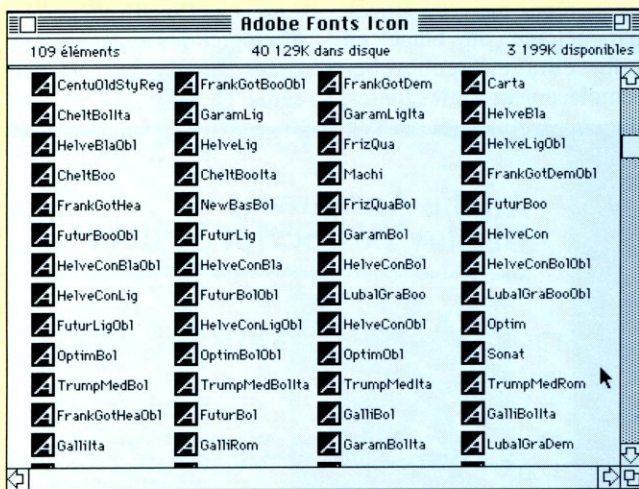 Adobe Fonts Icon
109 éléments 40 129K dans disque 3 199K disponibles
CentuOldStyReg FrankGotBooObl FrankGotDem Carta
CheltBolIta GaramLig GaramLigIta HelveBla
HelveBlaObl HelveLig FrizQua HelveLigObl
CheltBoo CheltBooIta Machi FrankGotDemObl
FrankGotHea NewBasBol FrizQuaBol FuturBoo
FuturBooObl FuturLig GaramBol HelveCon
HelveConBlaObl HelveConBla HelveConBol HelveConBolObl
HelveConLig FuturBolObl LubalGraBoo LubalGraBooObl
FuturLigObl HelveConLigObl HelveConObl Optim
OptimBol OptimBolObl OptimObl Sonat
TrumpMedBol TrumpMedBolIta TrumpMedIta TrumpMedRom
FrankGotHeaObl FuturBol GalliBol GalliBolIta
GalliIta GalliRom GaramBolIta LubalGraDem